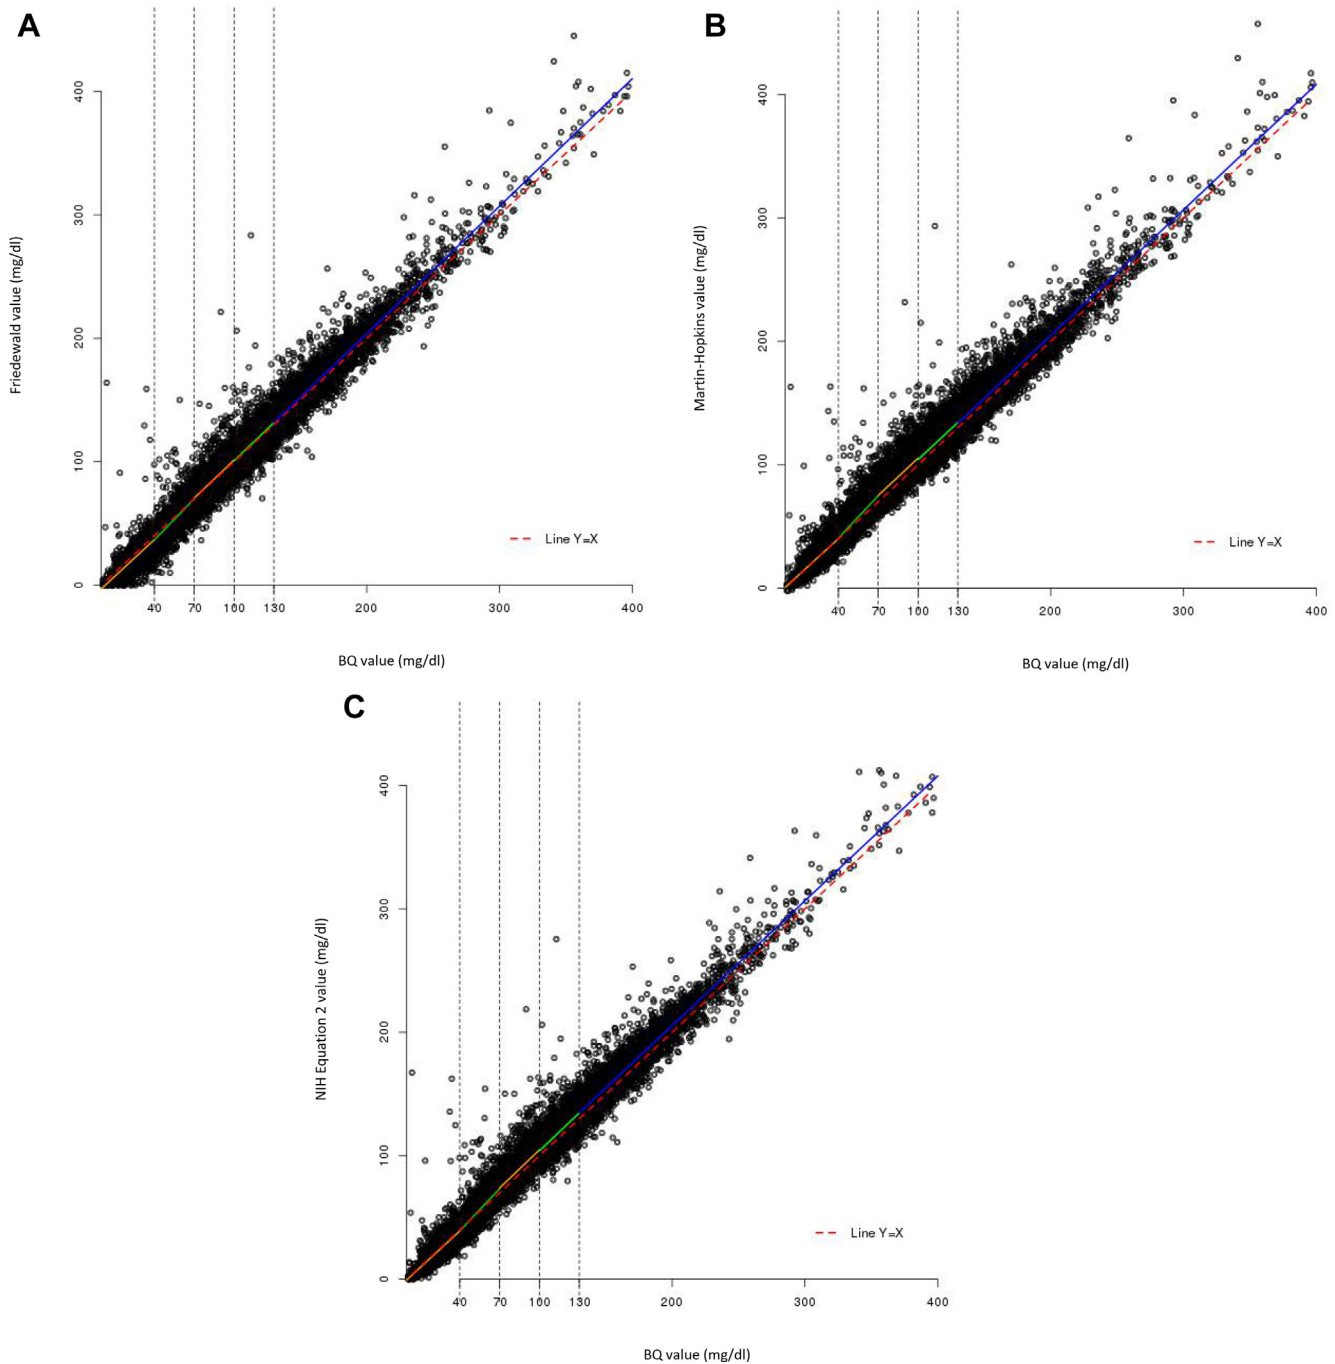 A
Friedewald value (mg/dl)
400
300
200
100
0
40 70 100 130 200 300 400
Line Y=X
BQ value (mg/dl)
B
Martin-Hopkins value (mg/dl)
400
300
200
100
0
40 70 100 130 200 300 400
Line Y=X
BQ value (mg/dl)
C
NIH Equation 2 value (mg/dl)
400
300
200
100
0
40 70 100 130 200 300 400
Line Y=X
BQ value (mg/dl)